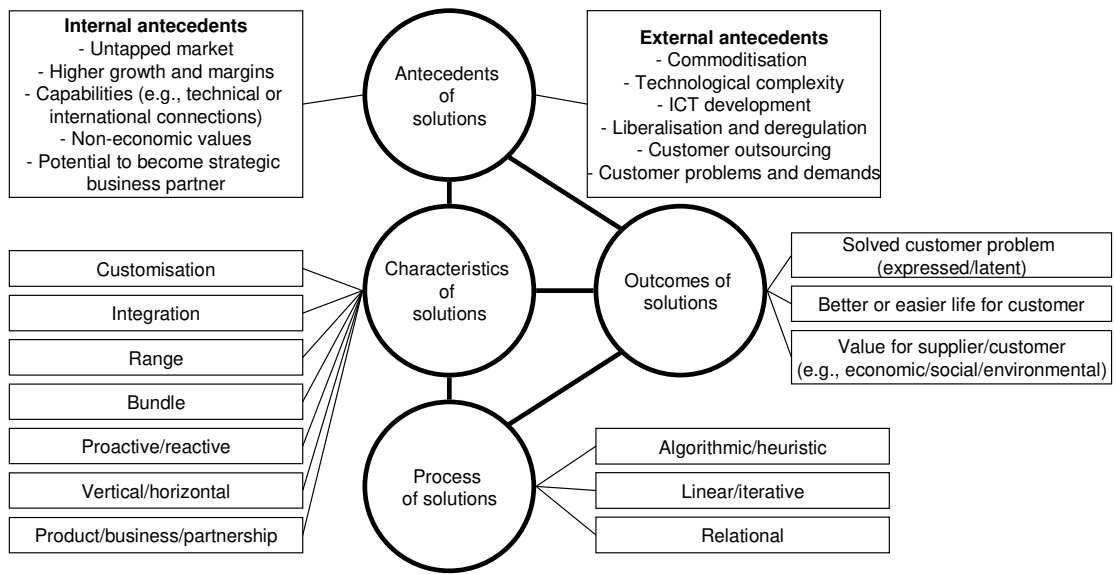 Internal antecedents
- Untapped market
- Higher growth and margins
- Capabilities (e.g., technical or
international connections)
- Non-economic values
- Potential to become strategic
business partner
Antecedents
of
solutions
External antecedents
- Commoditisation
- Technological complexity
- ICT development
- Liberalisation and deregulation
- Customer outsourcing
- Customer problems and demands
Customisation
Integration
Range
Bundle
Proactive/reactive
Vertical/horizontal
Product/business/partnership
Characteristics
of
solutions
Outcomes of
solutions
Solved customer problem
(expressed/latent)
Better or easier life for customer
Value for supplier/customer
(e.g., economic/social/environmental)
Process
of solutions
Algorithmic/heuristic
Linear/iterative
Relational